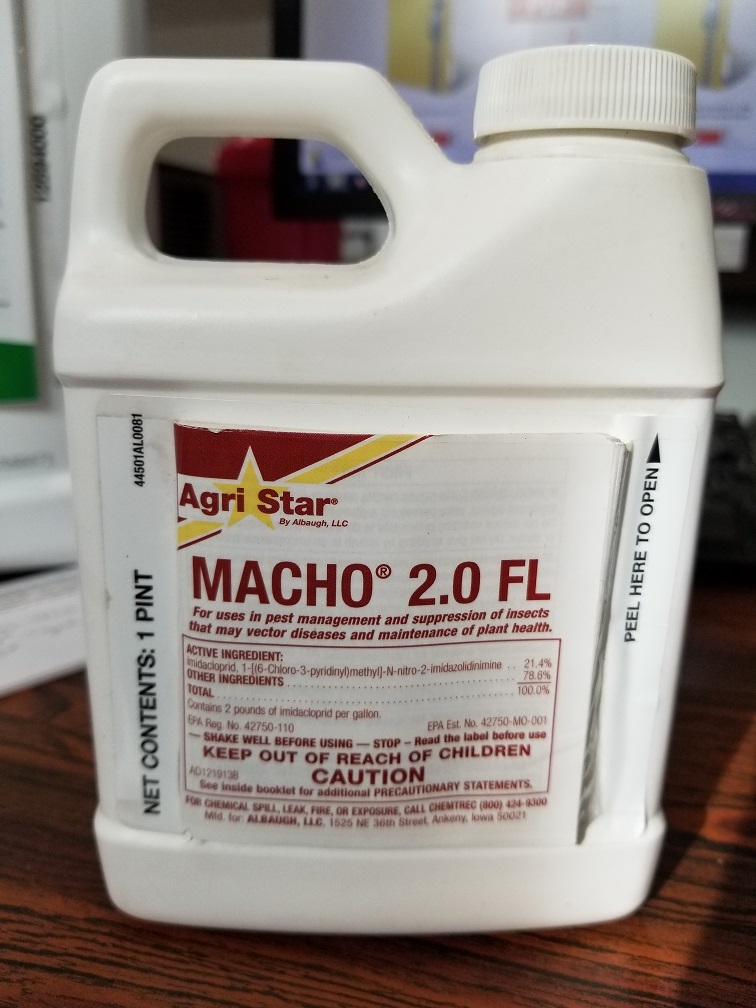 13694000
44501AL0081
NET CONTENTS: 1 PINT
Agri Star®
By Albaugh, LLC
MACHO® 2.0 FL
For uses in pest management and suppression of insects
that may vector diseases and maintenance of plant health.
ACTIVE INGREDIENT:
Imidacloprid, 1-[(6-Chloro-3-pyridinyl)methyl]-N-nitro-2-imidazolidinimine . . 21.4%
OTHER INGREDIENTS . . . . . . . . . . . . . . . . . . . . . . . . . . . . 78.6%
TOTAL . . . . . . . . . . . . . . . . . . . . . . . . . . . . . . . . . . . . 100.0%
Contains 2 pounds of imidacloprid per gallon.
EPA Reg. No. 42750-110 EPA Est. No. 42750-MO-001
— SHAKE WELL BEFORE USING — STOP – Read the label before use
KEEP OUT OF REACH OF CHILDREN
CAUTION
AD121913B
See inside booklet for additional PRECAUTIONARY STATEMENTS.
FOR CHEMICAL SPILL, LEAK, FIRE, OR EXPOSURE, CALL CHEMTREC (800) 424-9300
Mfd. for: ALBAUGH, LLC, 1525 NE 36th Street, Ankeny, Iowa 50021
PEEL HERE TO OPEN